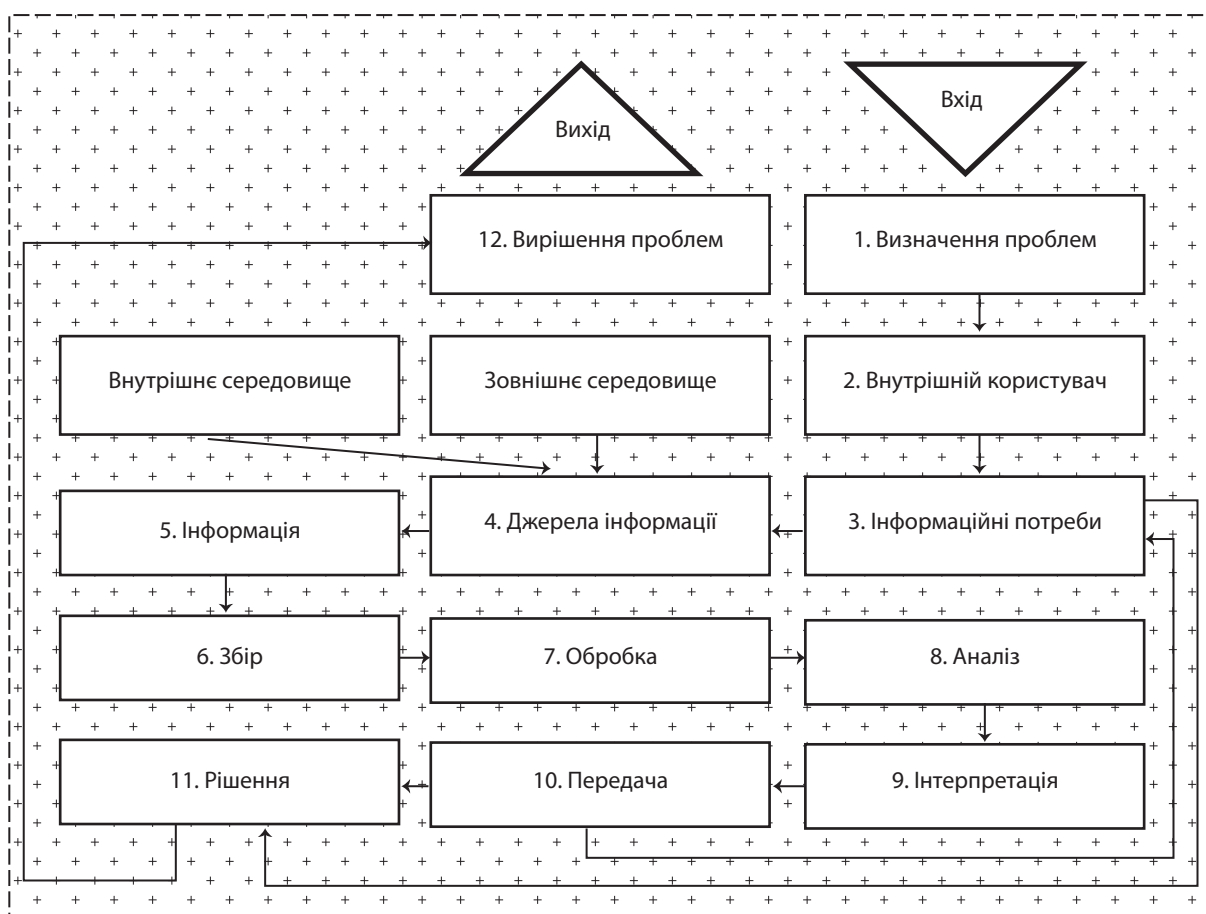 Вихід
Вхід
12. Вирішення проблем
1. Визначення проблем
Внутрішнє середовище
Зовнішнє середовище
2. Внутрішній користувач
5. Інформація
4. Джерела інформації
3. Інформаційні потреби
6. Збір
7. Обробка
8. Аналіз
11. Рішення
10. Передача
9. Інтерпретація